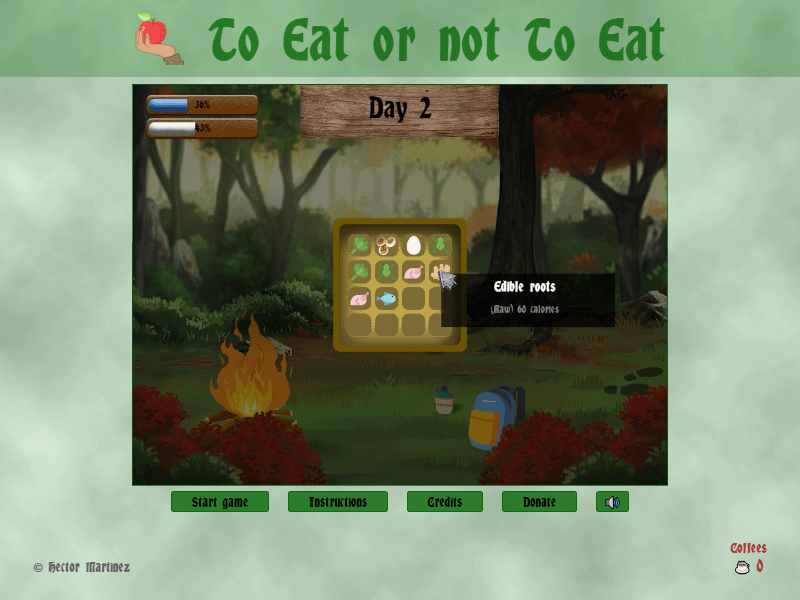 To Eat or not To Eat
36%
Day 2
43%
Edible roots
(Raw) 60 calories
Start game
Instructions
Credits
Donate
Coffees
0
© Hector Martinez